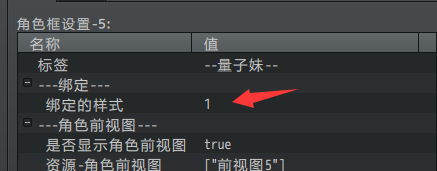 角色框设置-5:
名称 值
标签 --量子妹--
---绑定---
绑定的样式 1
---角色前视图---
是否显示角色前视图 true
资源-角色前视图 ["前视图5"]